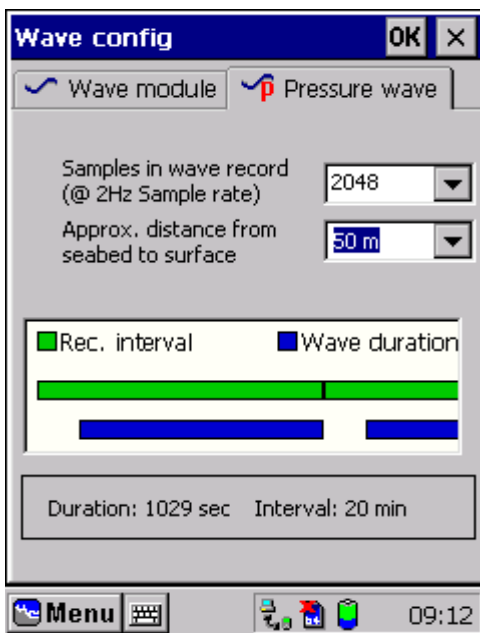 Wave config OK ×
Wave module p Pressure wave
Samples in wave record
(@ 2Hz Sample rate)
2048
Approx. distance from
seabed to surface
50 m
Rec. interval Wave duration
Duration: 1029 sec Interval: 20 min
Menu 09:12